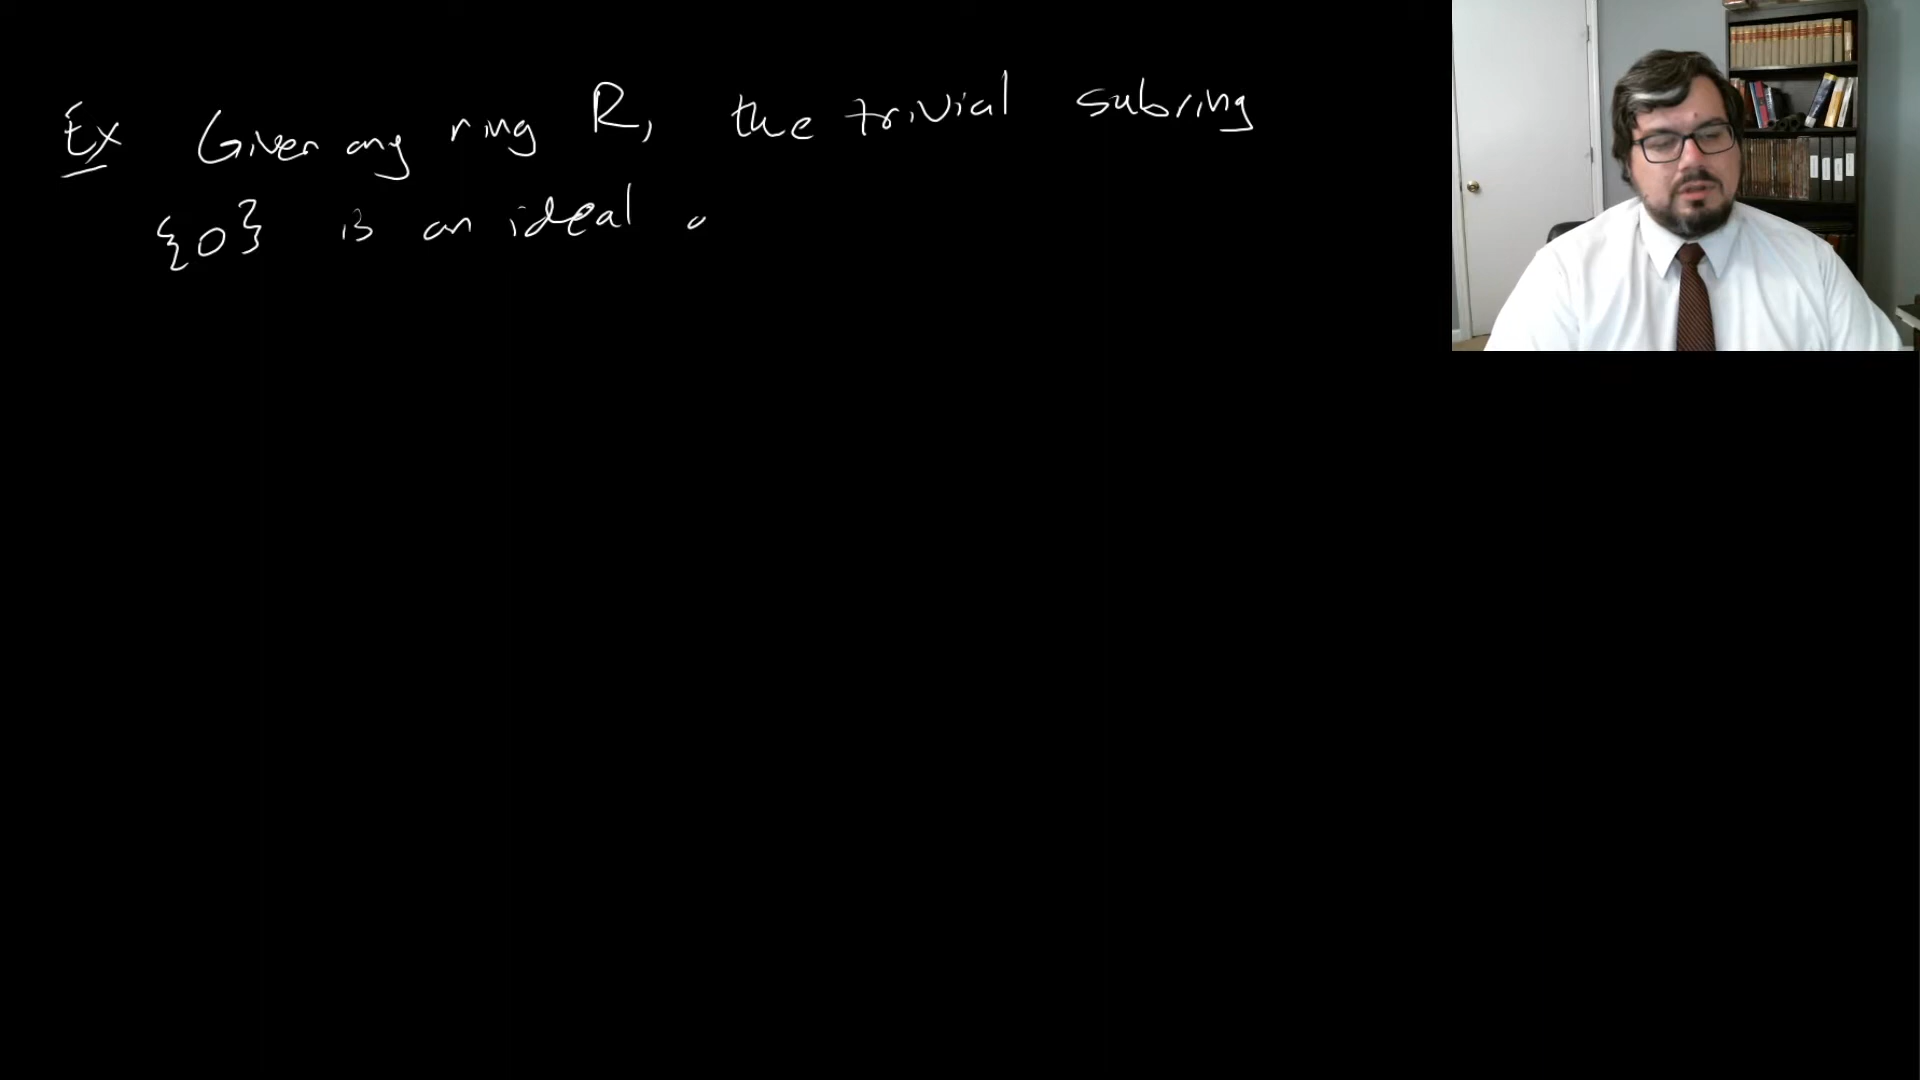 Ex Given any ring R, the trivial subring
{0} is an ideal o